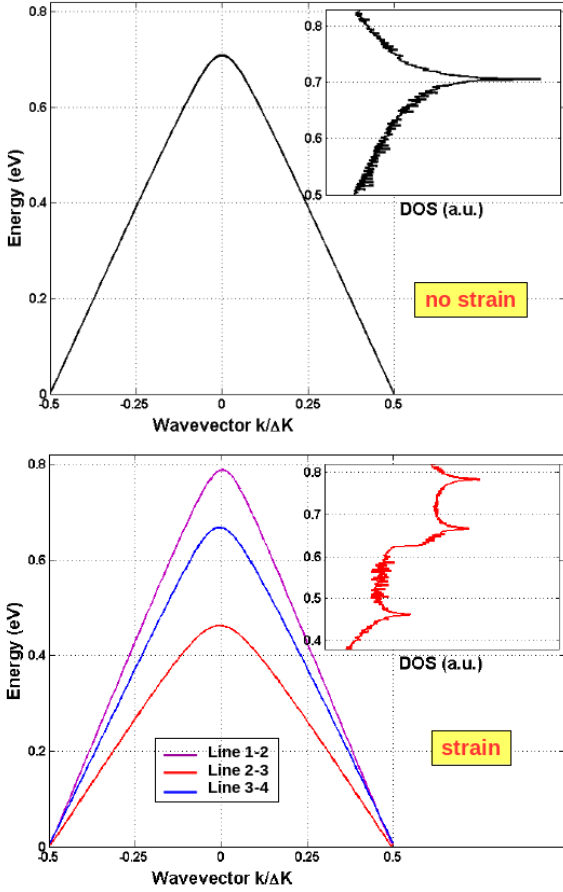 0.8
0.6
0.4
0.2
0
Energy (eV)
-0.5
-0.25
0
0.25
0.5
Wavevector k/ΔK
0.8
0.7
0.6
0.5
DOS (a.u.)
no strain
0.8
0.6
0.4
0.2
0
Energy (eV)
-0.5
-0.25
0
0.25
0.5
Wavevector k/ΔK
0.8
0.7
0.6
0.5
0.4
DOS (a.u.)
Line 1-2
Line 2-3
Line 3-4
strain